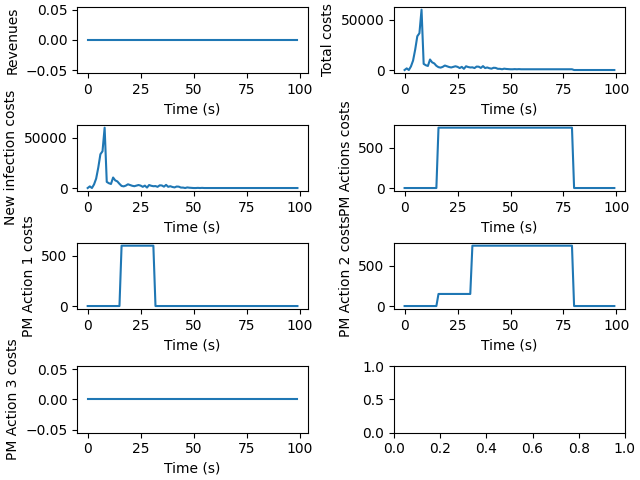 Revenues
0.05
0.00
−0.05
0 25 50 75 100
Time (s)
Total costs
50000
0
0 25 50 75 100
Time (s)
New infection costs
50000
0
0 25 50 75 100
Time (s)
PM Actions costs
500
0
0 25 50 75 100
Time (s)
PM Action 1 costs
500
0
0 25 50 75 100
Time (s)
PM Action 2 costs
500
0
0 25 50 75 100
Time (s)
PM Action 3 costs
0.05
0.00
−0.05
0 25 50 75 100
Time (s)
1.0
0.5
0.0
0.0 0.2 0.4 0.6 0.8 1.0